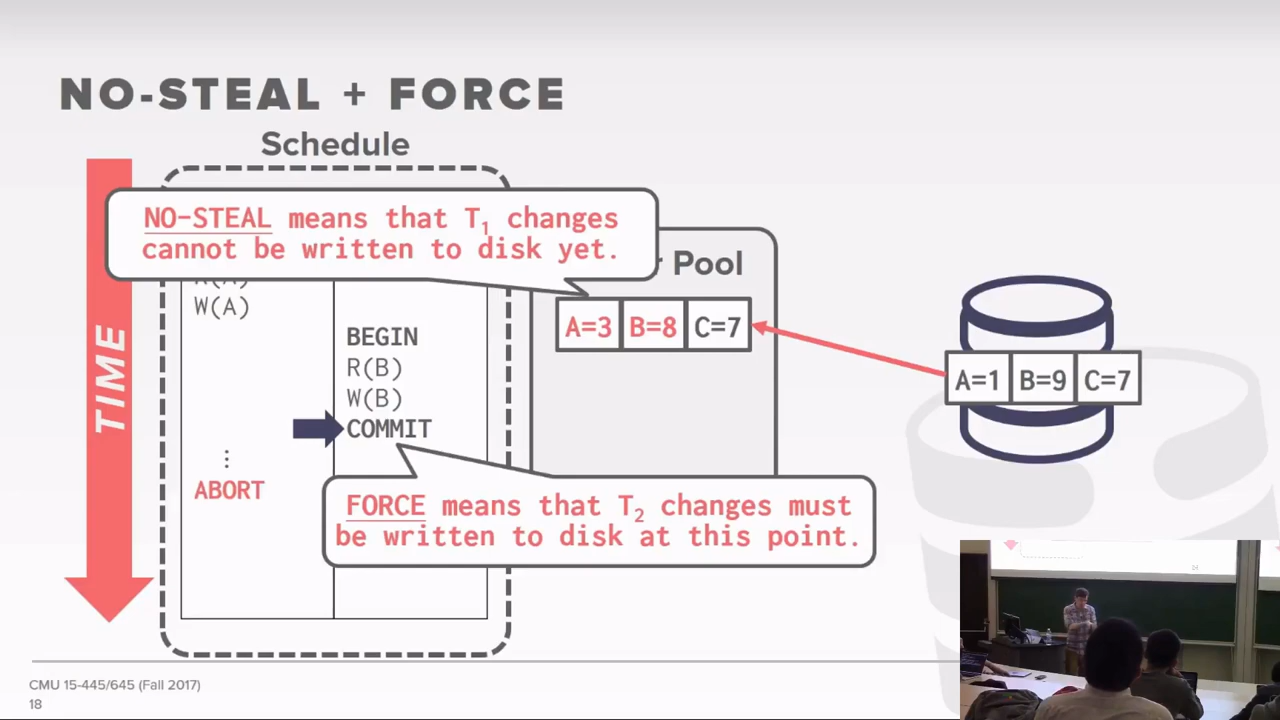 NO-STEAL + FORCE
Schedule
NO-STEAL means that T1 changes
cannot be written to disk yet.
Pool
W(A)
BEGIN
R(B)
W(B)
COMMIT
⋮
ABORT
TIME
A=3 B=8 C=7
A=1 B=9 C=7
FORCE means that T2 changes must
be written to disk at this point.
CMU 15-445/645 (Fall 2017)
18